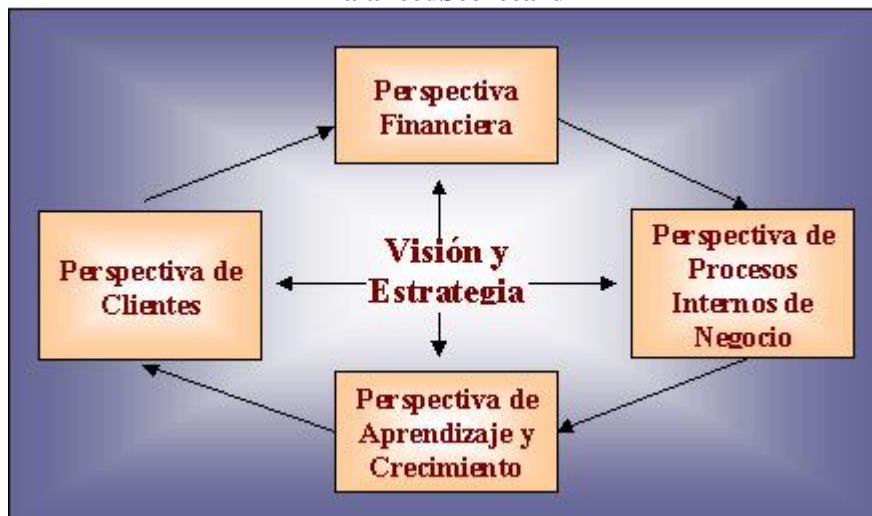 Perspectiva
Financiera
Perspectiva de
Clientes
Visión y
Estrategia
Perspectiva de
Procesos
Internos de
Negocio
Perspectiva de
Aprendizaje y
Crecimiento